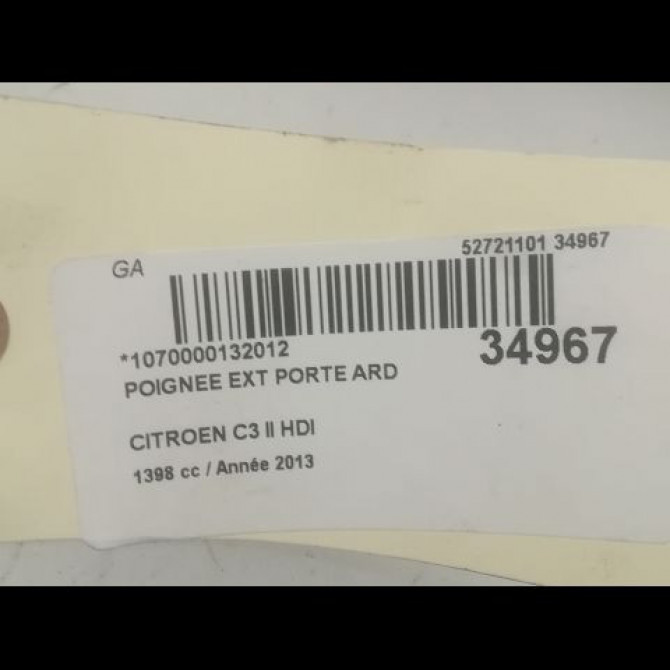 GA
52721101 34967
*1070000132012
34967
POIGNEE EXT PORTE ARD
CITROEN C3 II HDI
1398 cc / Année 2013